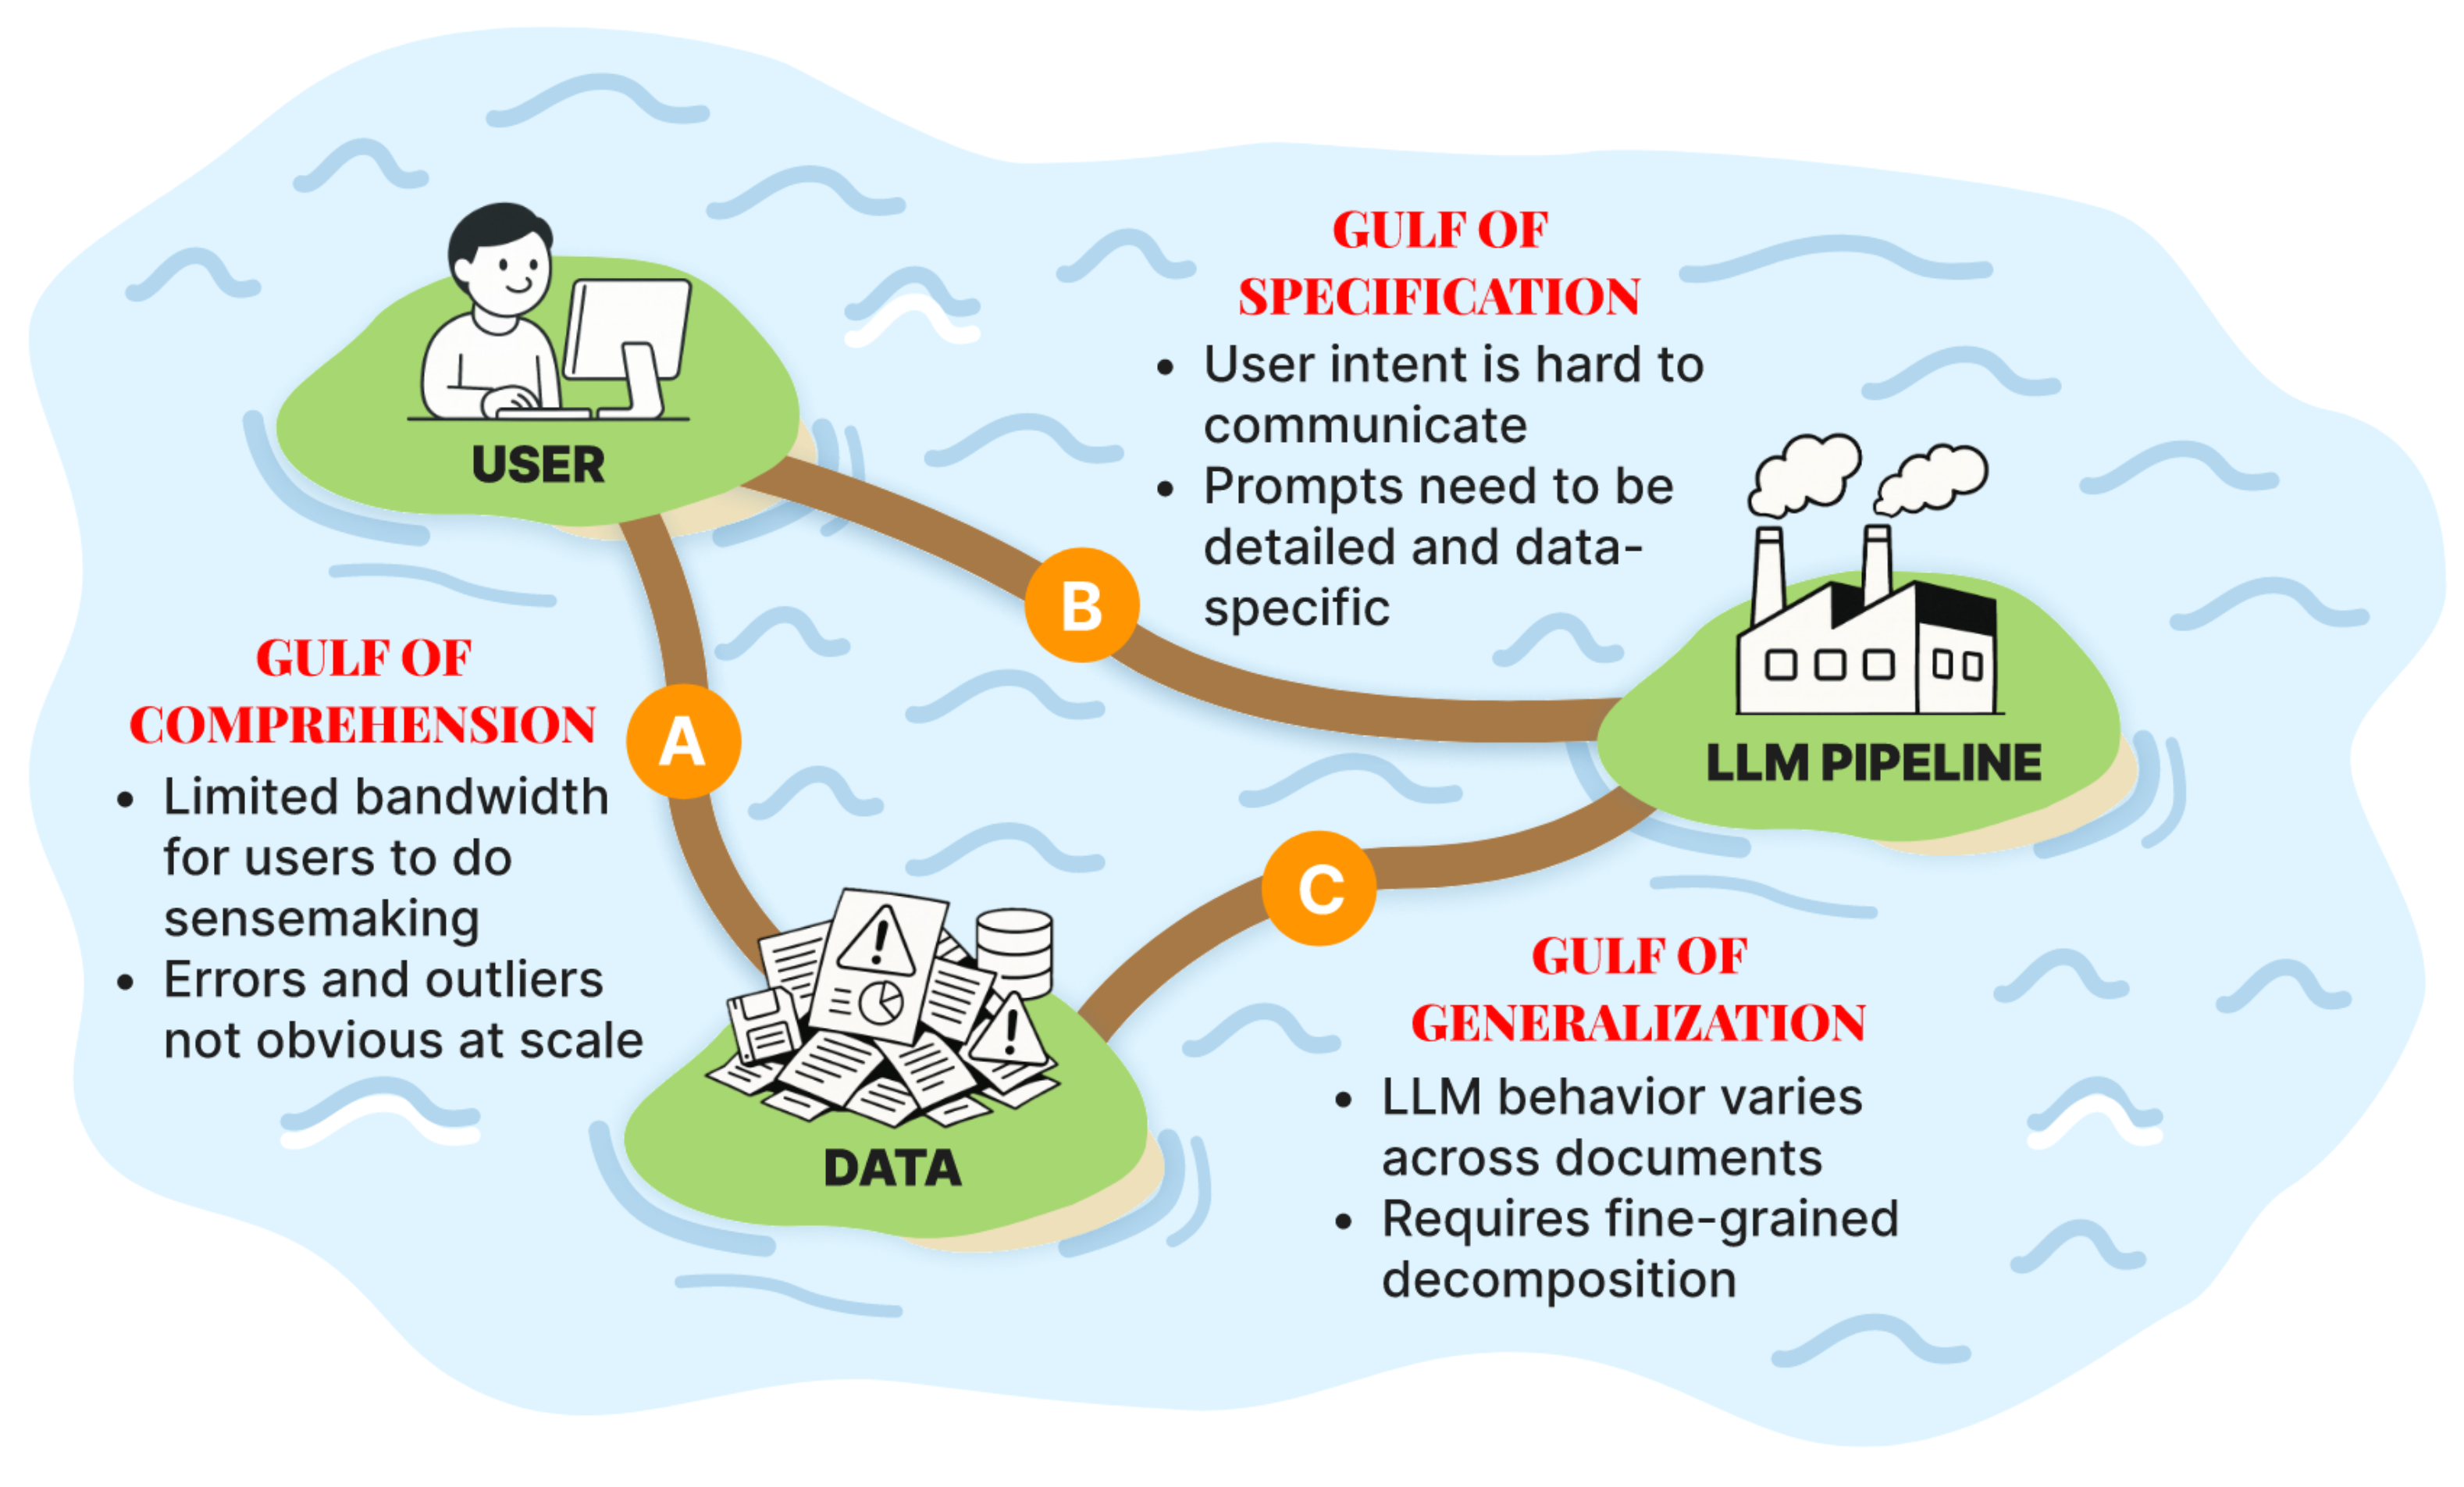 USER
GULF OF
SPECIFICATION
• User intent is hard to
communicate
• Prompts need to be
detailed and data-
specific
B
LLM PIPELINE
GULF OF
COMPREHENSION
• Limited bandwidth
for users to do
sensemaking
• Errors and outliers
not obvious at scale
A
C
DATA
GULF OF
GENERALIZATION
• LLM behavior varies
across documents
• Requires fine-grained
decomposition